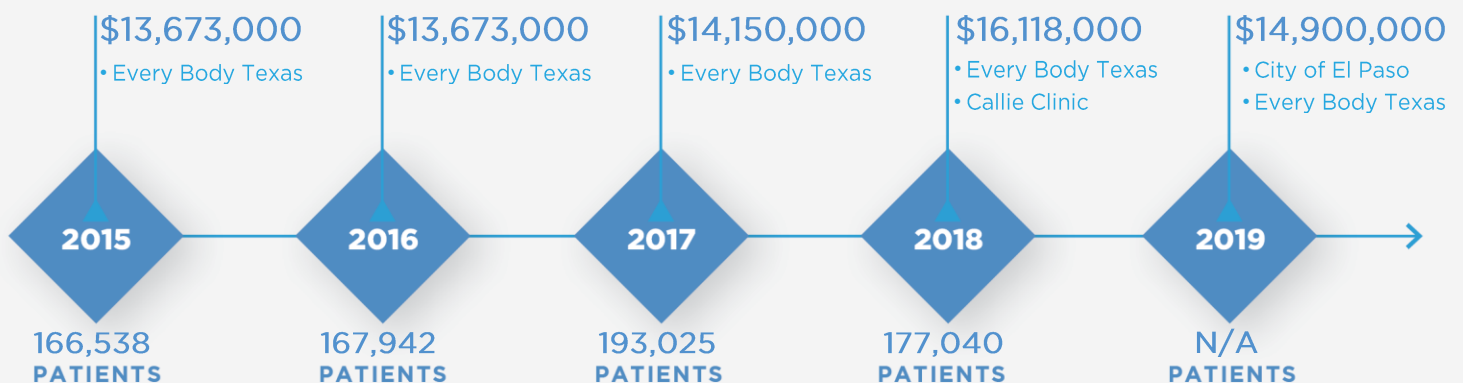 $13,673,000
• Every Body Texas
$13,673,000
• Every Body Texas
$14,150,000
• Every Body Texas
$16,118,000
• Every Body Texas
• Callie Clinic
$14,900,000
• City of El Paso
• Every Body Texas
2015
2016
2017
2018
2019
166,538
PATIENTS
167,942
PATIENTS
193,025
PATIENTS
177,040
PATIENTS
N/A
PATIENTS